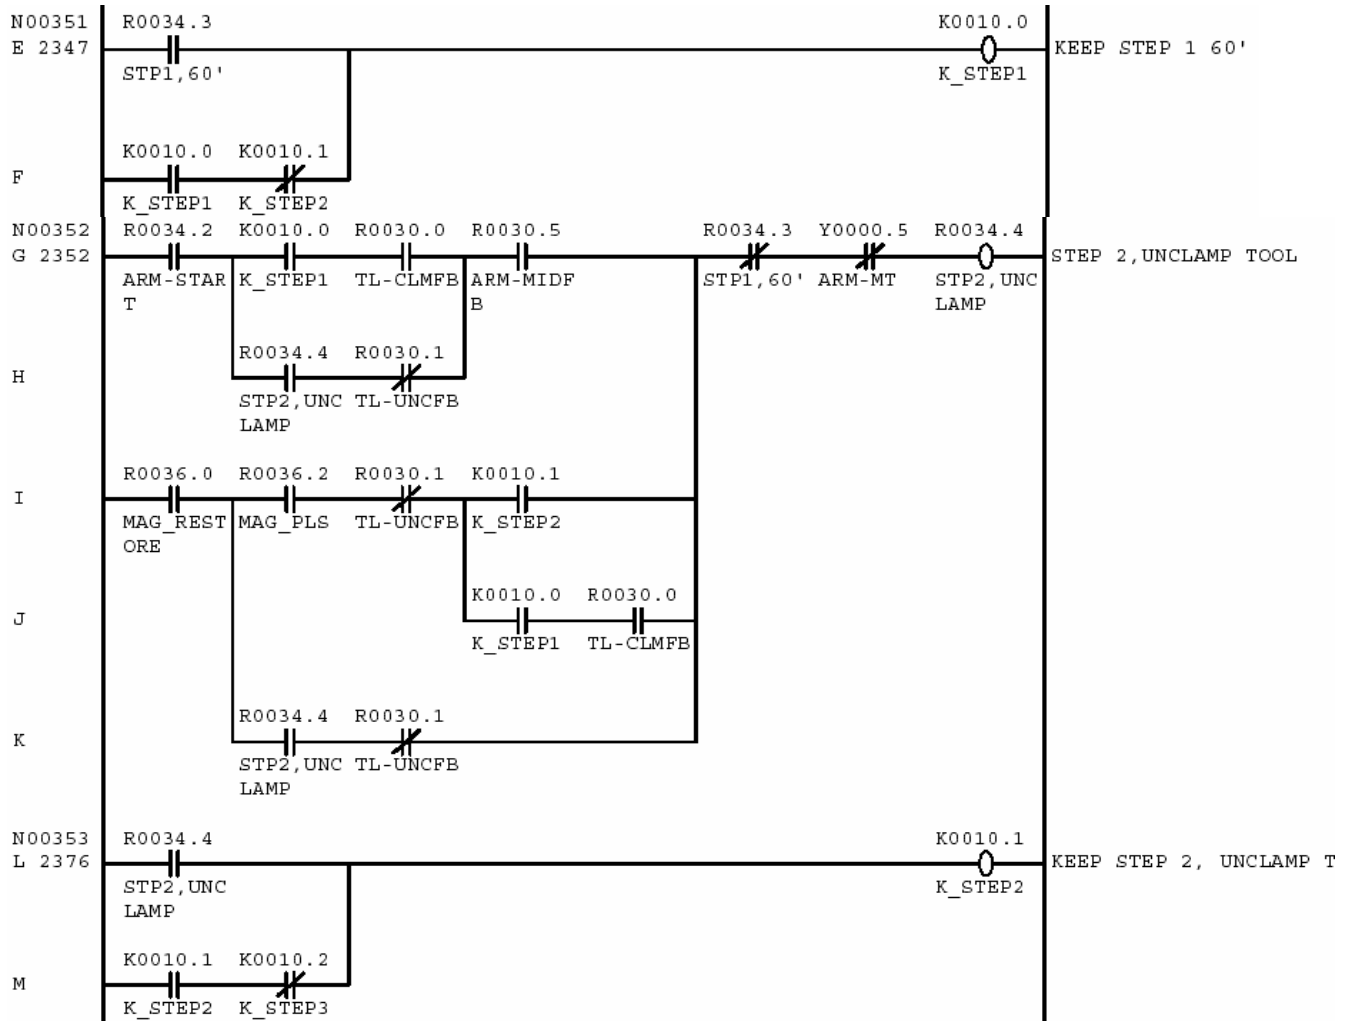 N00351 R0034.3 K0010.0
E 2347 KEEP STEP 1 60'
STP1,60' K_STEP1
K0010.0 K0010.1
F
K_STEP1 K_STEP2
N00352 R0034.2 K0010.0 R0030.0 R0030.5 R0034.3 Y0000.5 R0034.4
G 2352 STEP 2,UNCLAMP TOOL
ARM-STAR K_STEP1 TL-CLMFB ARM-MIDF STP1,60' ARM-MT STP2,UNC
T B LAMP
R0034.4 R0030.1
H
STP2,UNC TL-UNCFB
LAMP
R0036.0 R0036.2 R0030.1 K0010.1
I
MAG_REST MAG_PLS TL-UNCFB K_STEP2
ORE
K0010.0 R0030.0
J
K_STEP1 TL-CLMFB
R0034.4 R0030.1
K
STP2,UNC TL-UNCFB
LAMP
N00353 R0034.4 K0010.1
L 2376 KEEP STEP 2, UNCLAMP T
STP2,UNC K_STEP2
LAMP
K0010.1 K0010.2
M
K_STEP2 K_STEP3